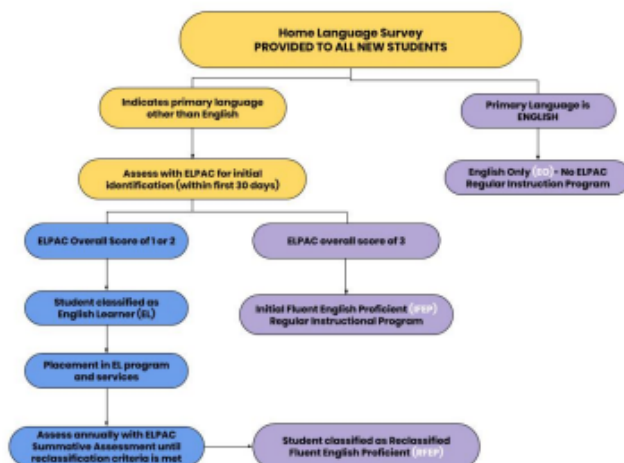 Home Language Survey
PROVIDED TO ALL NEW STUDENTS
Indicates primary language
other than English
Primary Language is
ENGLISH
Assess with ELPAC for initial
identification (within first 30 days)
English Only (EO)- No ELPAC
Regular Instruction Program
ELPAC Overall Score of 1 or 2
ELPAC overall score of 3
Student classified as
English Learner (EL)
Initial Fluent English Proficient (IFEP)
Regular Instructional Program
Placement in EL program
and services
Assess annually with ELPAC
Summative Assessment until
reclassification criteria is met
Student classified as Reclassified
Fluent English Proficient (RFEP)